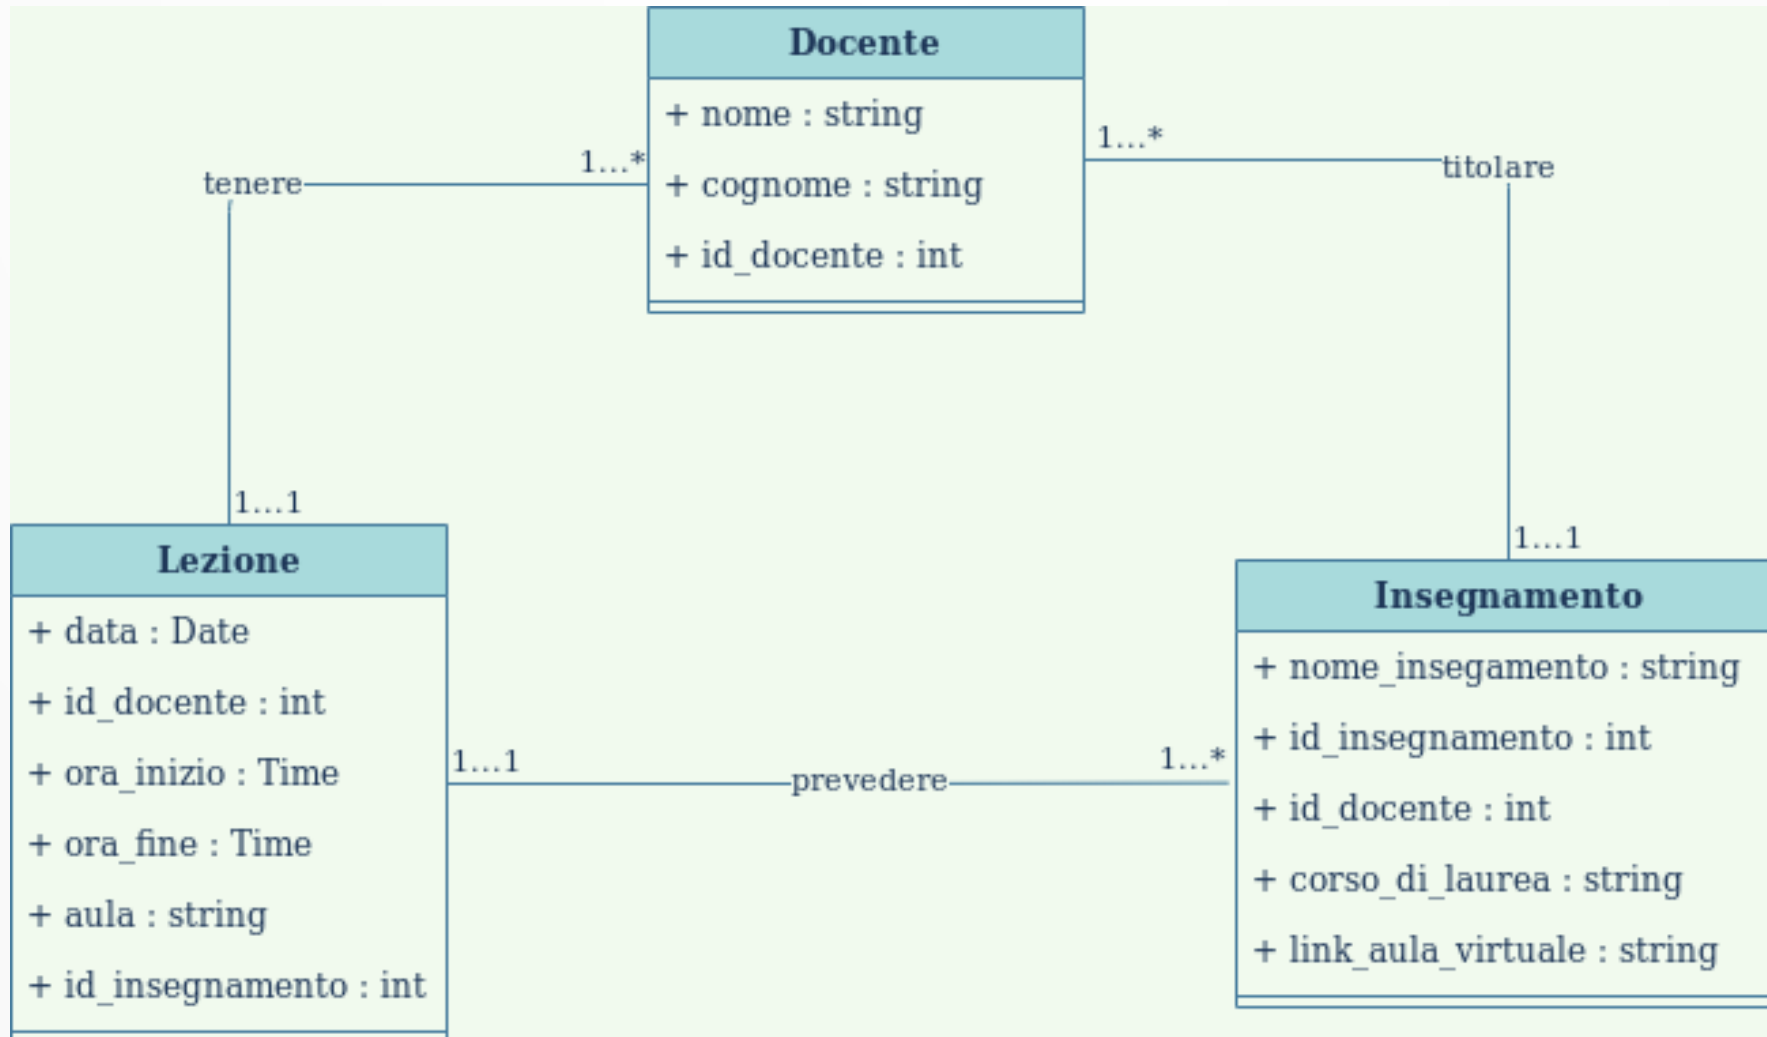 Docente
+ nome : string
+ cognome : string
+ id_docente : int
1...*
1...*
tenere
titolare
1...1
1...1
Lezione
+ data : Date
+ id_docente : int
+ ora_inizio : Time
+ ora_fine : Time
+ aula : string
+ id_insegnamento : int
1...1
prevedere
1...*
Insegnamento
+ nome_insegamento : string
+ id_insegnamento : int
+ id_docente : int
+ corso_di_laurea : string
+ link_aula_virtuale : string